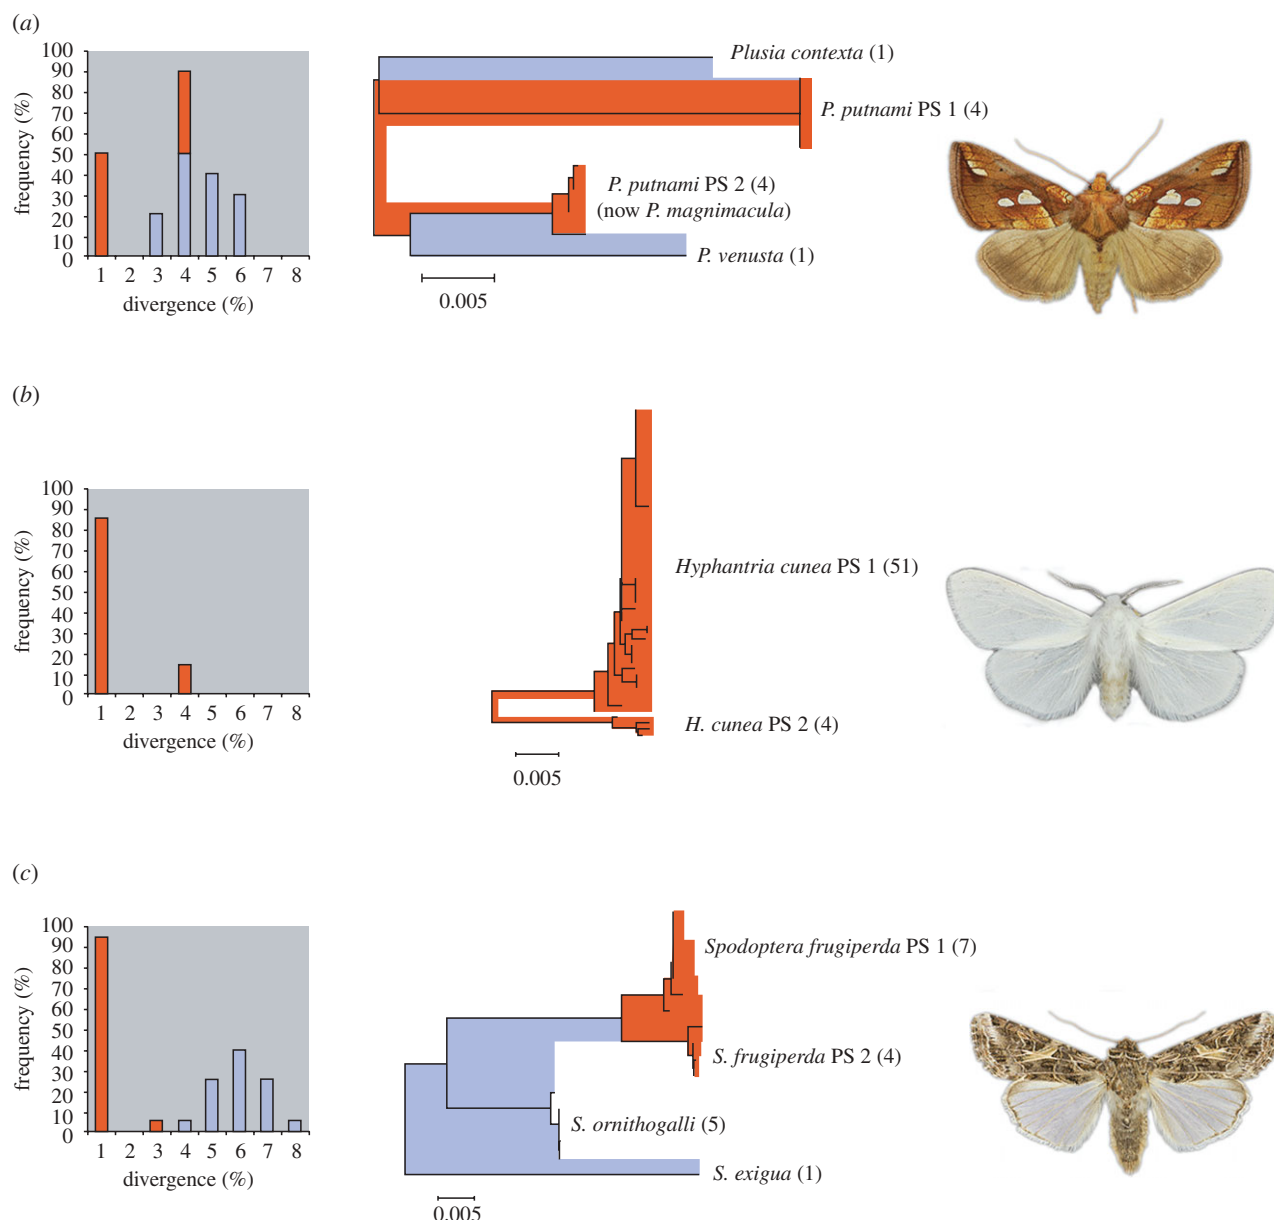 (a)
100
90
80
70
60
50
40
30
20
10
0
frequency (%)
1 2 3 4 5 6 7 8
divergence (%)
Plusia contexta (1)
P. putnami PS 1 (4)
P. putnami PS 2 (4)
(now P. magnimacula)
P. venusta (1)
0.005
(b)
100
90
80
70
60
50
40
30
20
10
0
frequency (%)
1 2 3 4 5 6 7 8
divergence (%)
Hyphantria cunea PS 1 (51)
H. cunea PS 2 (4)
0.005
(c)
100
90
80
70
60
50
40
30
20
10
0
frequency (%)
1 2 3 4 5 6 7 8
divergence (%)
Spodoptera frugiperda PS 1 (7)
S. frugiperda PS 2 (4)
S. ornithogalli (5)
S. exigua (1)
0.005